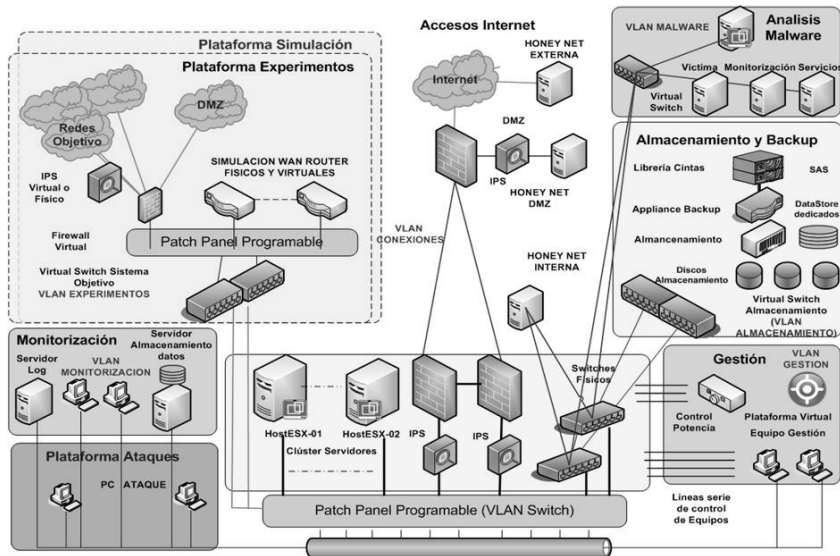 Plataforma Simulación
Plataforma Experimentos
Redes
Objetivo
DMZ
IPS
Virtual o
Físico
SIMULACION WAN ROUTER
FISICOS Y VIRTUALES
Firewall
Virtual
Patch Panel Programable
Virtual Switch Sistema
Objetivo
VLAN EXPERIMENTOS
Accesos Internet
Internet
HONEY NET
EXTERNA
DMZ
IPS
HONEY NET
DMZ
VLAN
CONEXIONES
HONEY NET
INTERNA
VLAN MALWARE
Analisis
Malware
Victima
Monitorización
Servicios
Virtual
Switch
Almacenamiento y Backup
Librería Cintas
SAS
Appliance Backup
DataStore
dedicados
Almancenamiento
Discos
Almacenamiento
Virtual Switch
Almacenamiento
(VLAN
ALMACENAMIENTO)
Monitorización
Servidor
Log
VLAN
MONITORIZACION
Servidor
Almacenamiento
datos
Plataforma Ataques
PC ATAQUE
HostESX-01
HostESX-02
Clúster Servidores
IPS
IPS
Switches
Físicos
Patch Panel Programable (VLAN Switch)
Gestión
VLAN
GESTION
Control
Potencia
Plataforma Virtual
Equipo Gestión
Líneas serie
de control
de Equipos